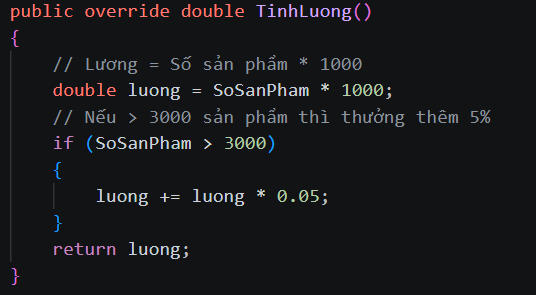 public override double TinhLuong()
{
// Lương = Số sản phẩm * 1000
double luong = SoSanPham * 1000;
// Nếu > 3000 sản phẩm thì thưởng thêm 5%
if (SoSanPham > 3000)
{
luong += luong * 0.05;
}
return luong;
}